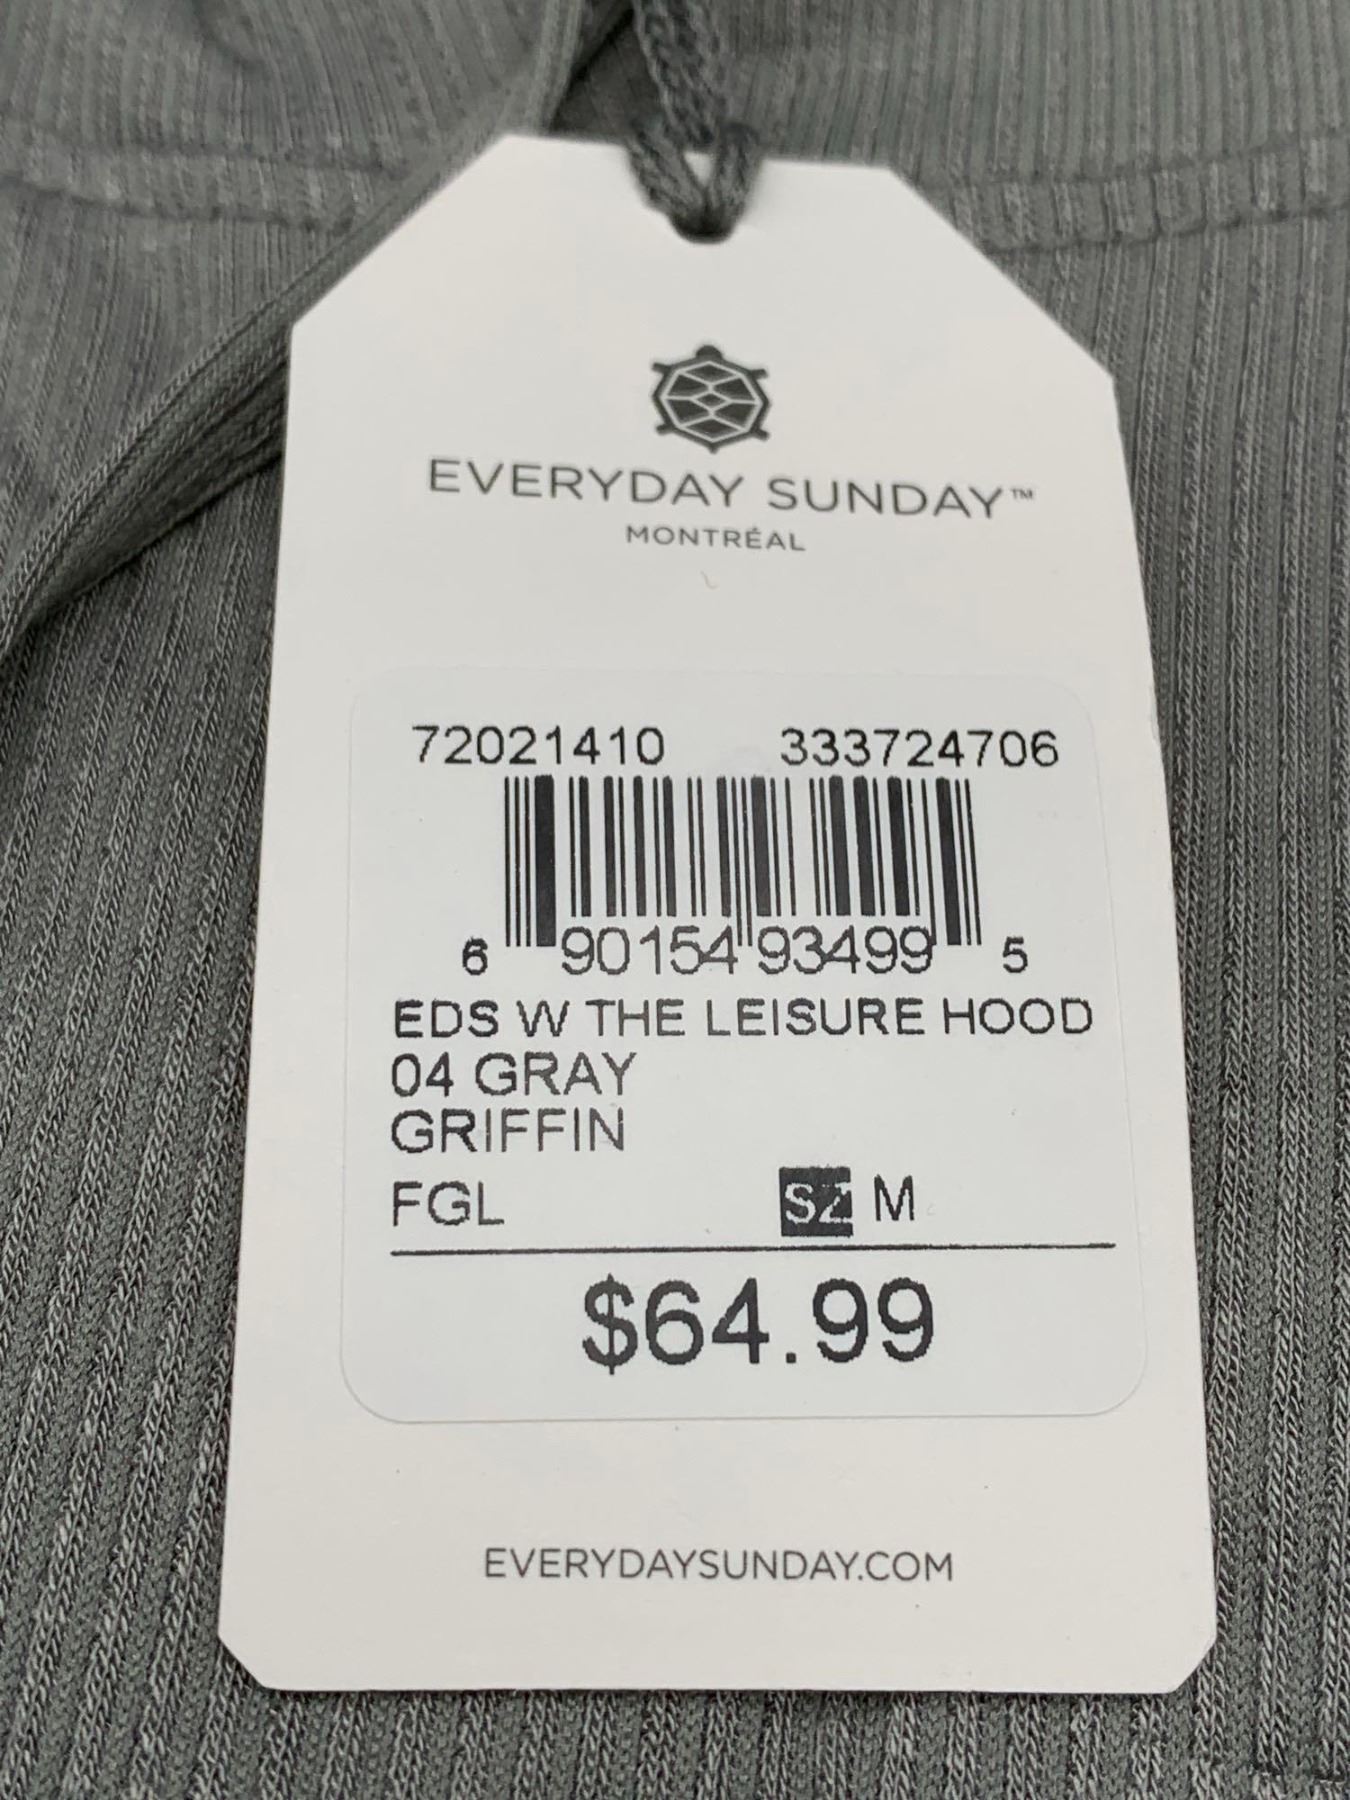 EVERYDAY SUNDAY™
MONTRÉAL
72021410 333724706
6 90154 93499 5
EDS W THE LEISURE HOOD
04 GRAY
GRIFFIN
FGL SZ M
$64.99
EVERYDAYSUNDAY.COM